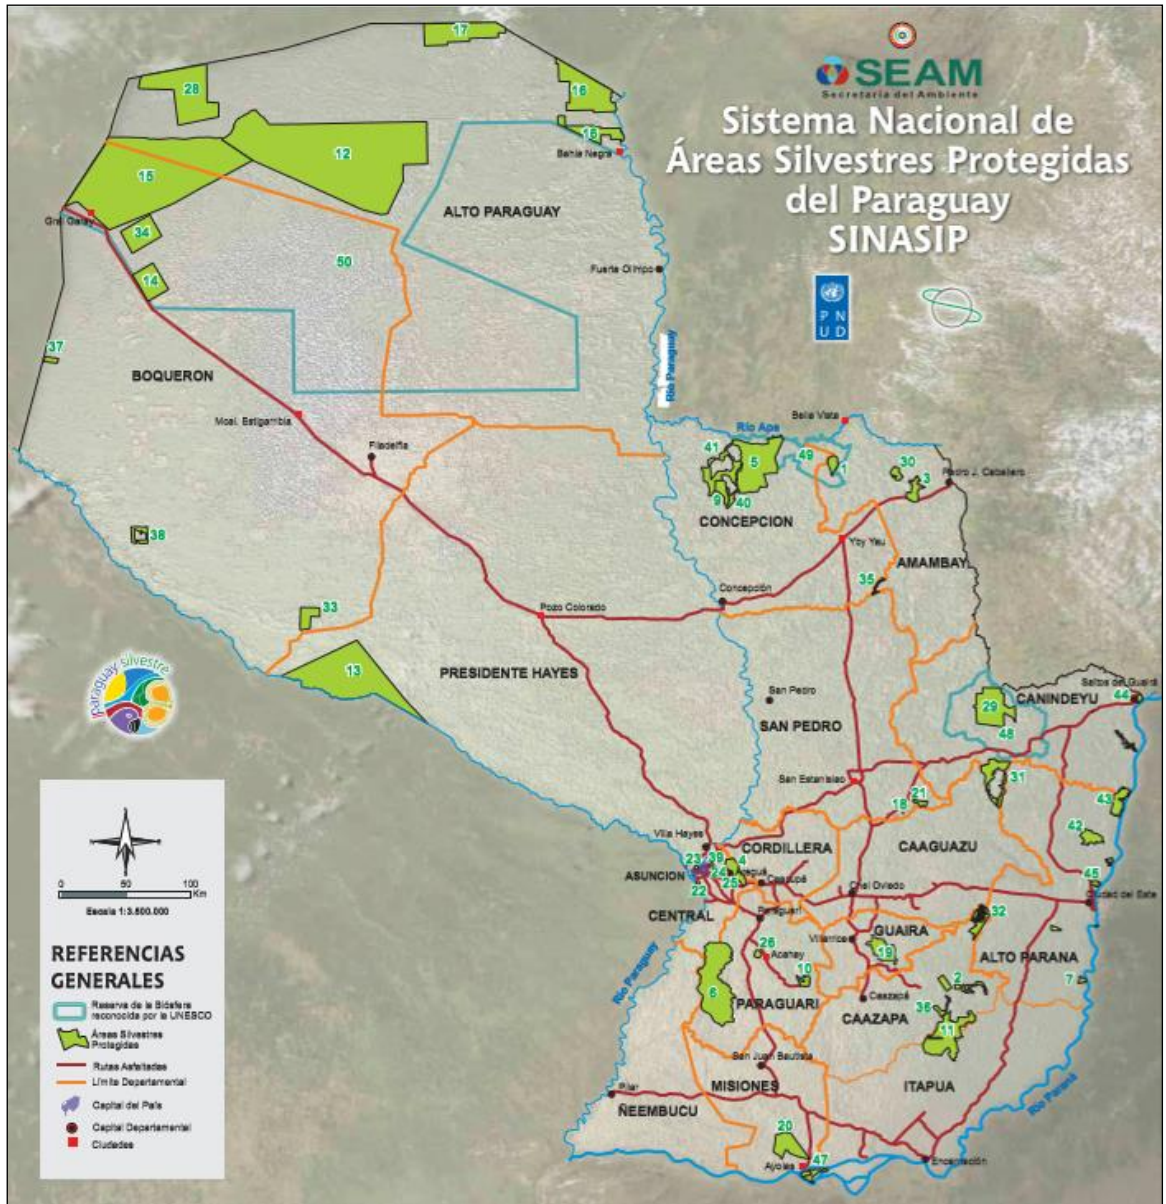 SEAM
Secretaría del Ambiente
Sistema Nacional de
Áreas Silvestres Protegidas
del Paraguay
SINASIP
P N
U D
17
28
16
16
12
Bahía Negra
15
ALTO PARAGUAY
Gral Garay
34
50
14
Fuerte Olimpo
37
BOQUERON
Río Paraguay
Mcal. Estigarribia
Bella Vista
Río Apa
41
5
49
1
30
3
Pedro J. Caballero
Filadelfia
9
40
CONCEPCION
38
Yby Yau
AMAMBAY
35
Concepción
33
Pozo Colorado
13
PRESIDENTE HAYES
paraguay silvestre
San Pedro
SAN PEDRO
29
CANINDEYU
Saltos del Guairá
44
48
San Estanislao
31
21
18
43
42
Villa Hayes
CORDILLERA
CAAGUAZU
23
39
4
ASUNCION
24
Areguá
25
Caacupé
22
Cnel Oviedo
45
Ciudad del Este
CENTRAL
Paraguarí
32
GUAIRA
Villarrica
19
26
Acahay
ALTO PARANA
10
2
7
6
PARAGUARI
Caazapá
36
CAAZAPA
11
San Juan Bautista
MISIONES
ITAPUA
Río Paraguay
Pilar
ÑEEMBUCU
Río Paraná
20
Ayolas
47
Encarnación
0 50 100
Km
Escala 1:3.500.000
REFERENCIAS
GENERALES
Reserva de la Biósfera
reconocida por la UNESCO
Áreas Silvestres
Protegidas
Rutas Asfaltadas
Límite Departamental
Capital del País
Capital Departamental
Ciudades